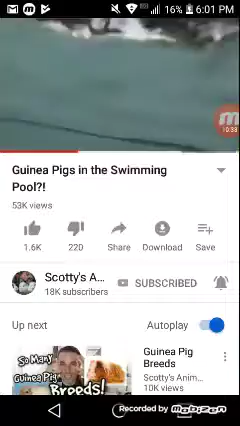 16% 6:01 PM
10:33
Guinea Pigs in the Swimming
Pool?!
53K views
1.6K 220 Share Download Save
Scotty's A...
18K subscribers
SUBSCRIBED
Up next Autoplay
So Many
Guinea Pig
Breeds!
Guinea Pig
Breeds
Scotty's Anim...
10K views
Recorded by Mobizen